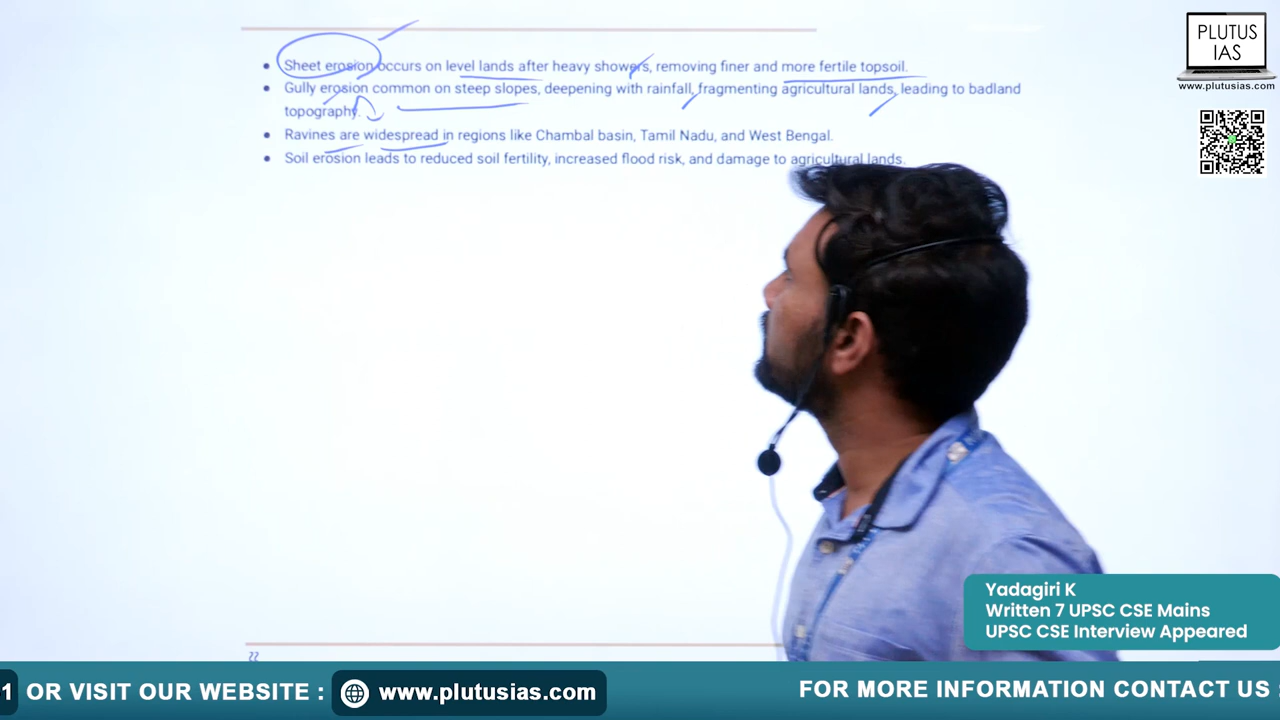 PLUTUS
IAS
www.plutusias.com
Sheet erosion occurs on level lands after heavy showers, removing finer and more fertile topsoil.
Gully erosion common on steep slopes, deepening with rainfall, fragmenting agricultural lands, leading to badland
topography.
Ravines are widespread in regions like Chambal basin, Tamil Nadu, and West Bengal.
Soil erosion leads to reduced soil fertility, increased flood risk, and damage to agricultural lands.
22
Yadagiri K
Written 7 UPSC CSE Mains
UPSC CSE Interview Appeared
1 OR VISIT OUR WEBSITE : www.plutusias.com FOR MORE INFORMATION CONTACT US :